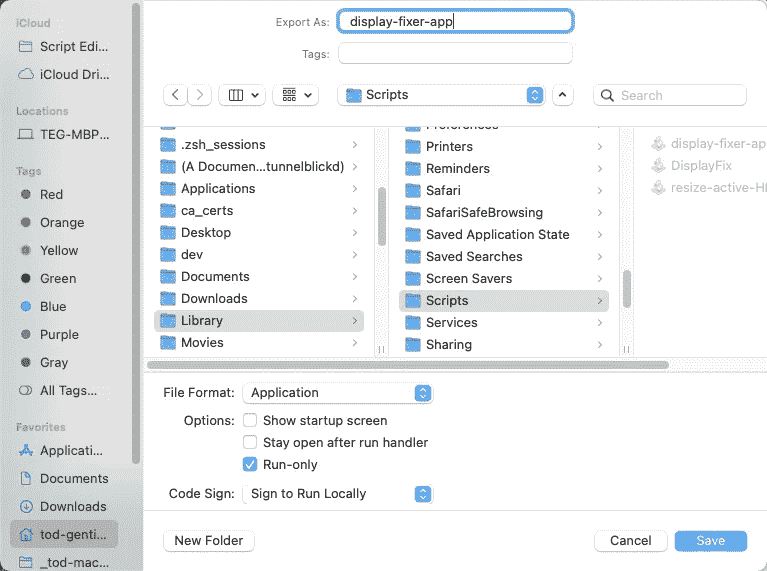 Export As: display-fixer-app
Tags:
iCloud
Script Edi...
iCloud Dri...
Locations
TEG-MBP...
Tags
Red
Orange
Yellow
Green
Blue
Purple
Gray
All Tags...
Favorites
Applicati...
Documents
Downloads
tod-genti...
_tod-mac...
Scripts
Search
.zsh_sessions
(A Documen...tunnelblickd)
Applications
ca_certs
Desktop
dev
Documents
Downloads
Library
Movies
Preferences
Printers
Reminders
Safari
SafariSafeBrowsing
Saved Application State
Saved Searches
Screen Savers
Scripts
Services
Sharing
display-fixer-ap
DisplayFix
resize-active-H
File Format: Application
Options: Show startup screen
Stay open after run handler
Run-only
Code Sign: Sign to Run Locally
New Folder
Cancel
Save